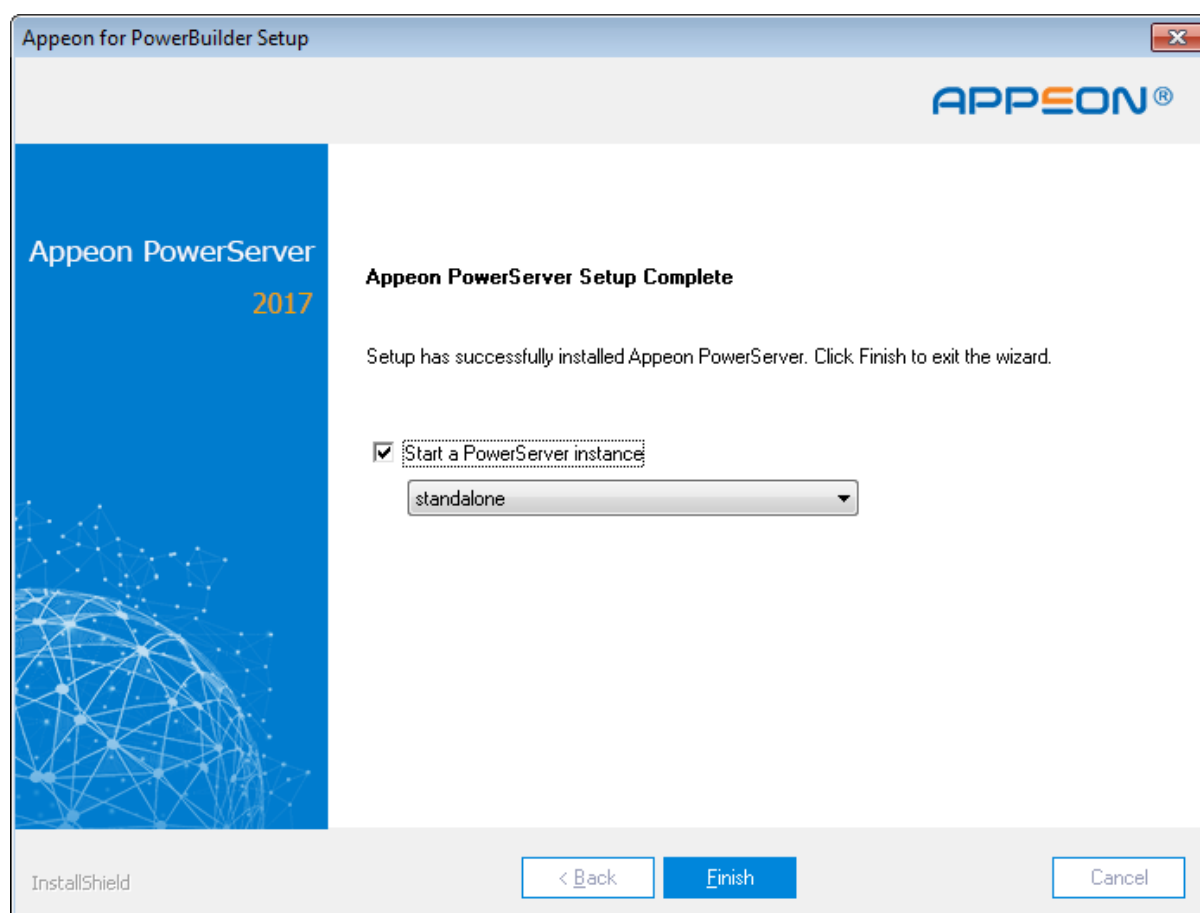 Appeon for PowerBuilder Setup
APPEON®
Appeon PowerServer
2017
Appeon PowerServer Setup Complete
Setup has successfully installed Appeon PowerServer. Click Finish to exit the wizard.
Start a PowerServer instance
standalone
InstallShield
< Back
Finish
Cancel